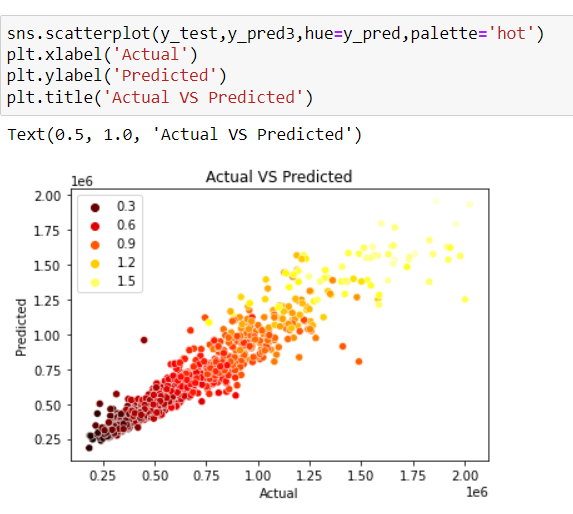 sns.scatterplot(y_test,y_pred3,hue=y_pred,palette='hot')
plt.xlabel('Actual')
plt.ylabel('Predicted')
plt.title('Actual VS Predicted')
Text(0.5, 1.0, 'Actual VS Predicted')
1e6
Actual VS Predicted
2.00
1.75
1.50
1.25
1.00
0.75
0.50
0.25
0.3
0.6
0.9
1.2
1.5
Predicted
0.25 0.50 0.75 1.00 1.25 1.50 1.75 2.00
Actual
1e6